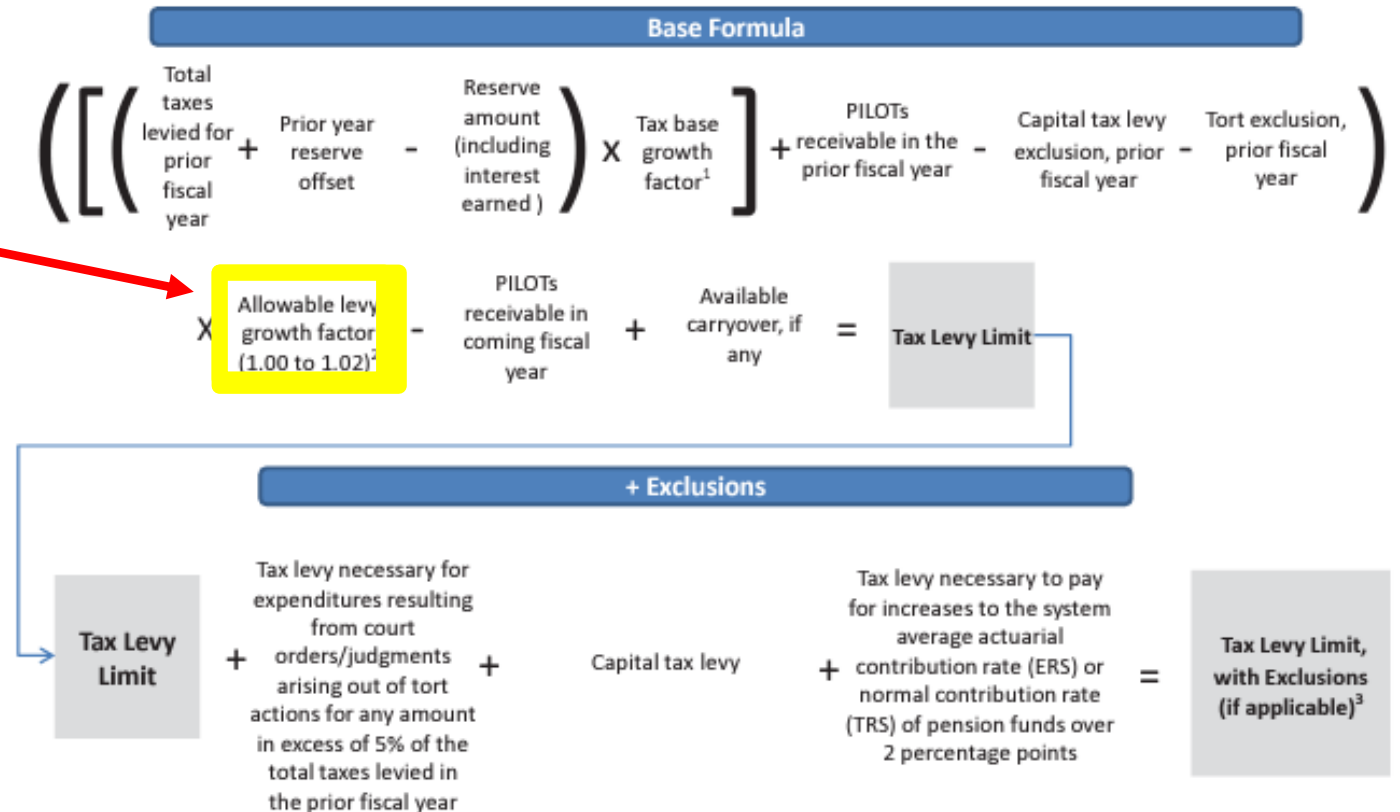 Base Formula
Total
taxes
levied for
prior
fiscal
year
+
Prior year
reserve
offset
-
Reserve
amount
(including
interest
earned )
X
Tax base
growth
factor¹
+
PILOTs
receivable in the
prior fiscal year
-
Capital tax levy
exclusion, prior
fiscal year
-
Tort exclusion,
prior fiscal
year
X
Allowable levy
growth factor
(1.00 to 1.02)²
-
PILOTs
receivable in
coming fiscal
year
+
Available
carryover, if
any
=
Tax Levy Limit
+ Exclusions
Tax Levy
Limit
+
Tax levy necessary for
expenditures resulting
from court
orders/judgments
arising out of tort
actions for any amount
in excess of 5% of the
total taxes levied in
the prior fiscal year
+
Capital tax levy
+
Tax levy necessary to pay
for increases to the system
average actuarial
contribution rate (ERS) or
normal contribution rate
(TRS) of pension funds over
2 percentage points
=
Tax Levy Limit,
with Exclusions
(if applicable)³